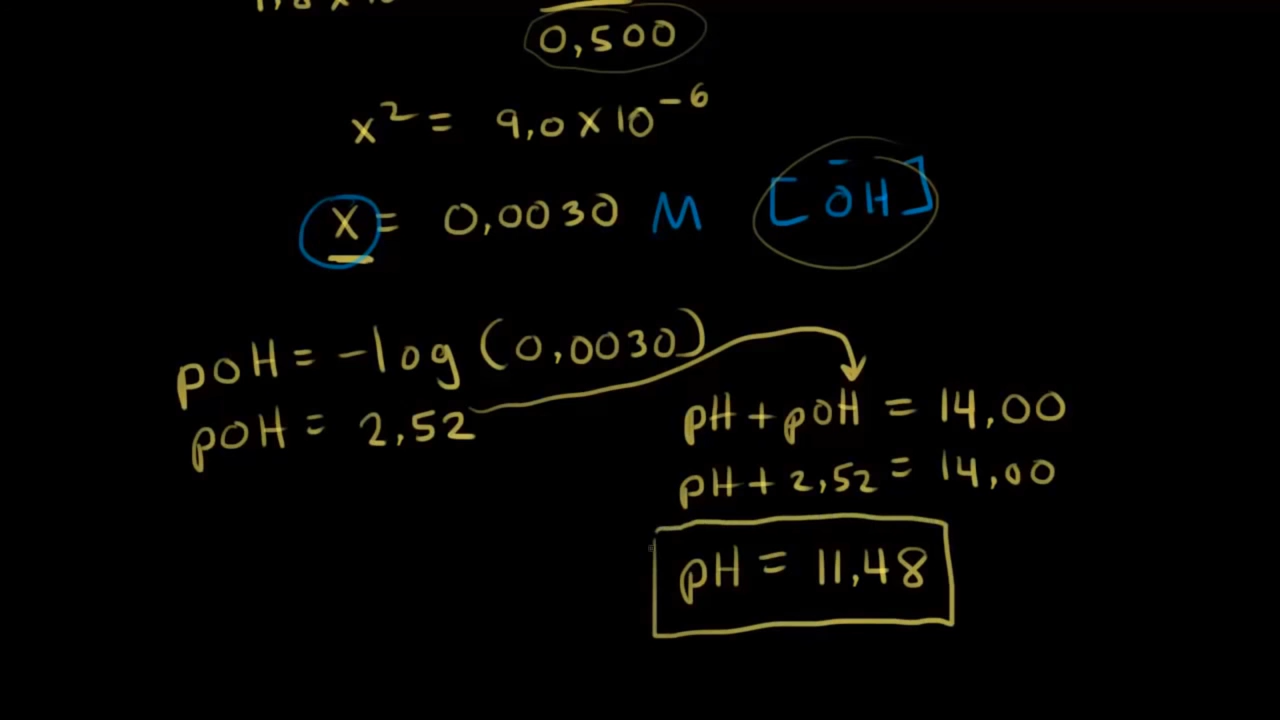 0,500
x² = 9,0 x 10⁻⁶
x = 0,0030 M [ŌH]
pOH = -log (0,0030)
pOH = 2,52
pH + pOH = 14,00
pH + 2,52 = 14,00
pH = 11,48